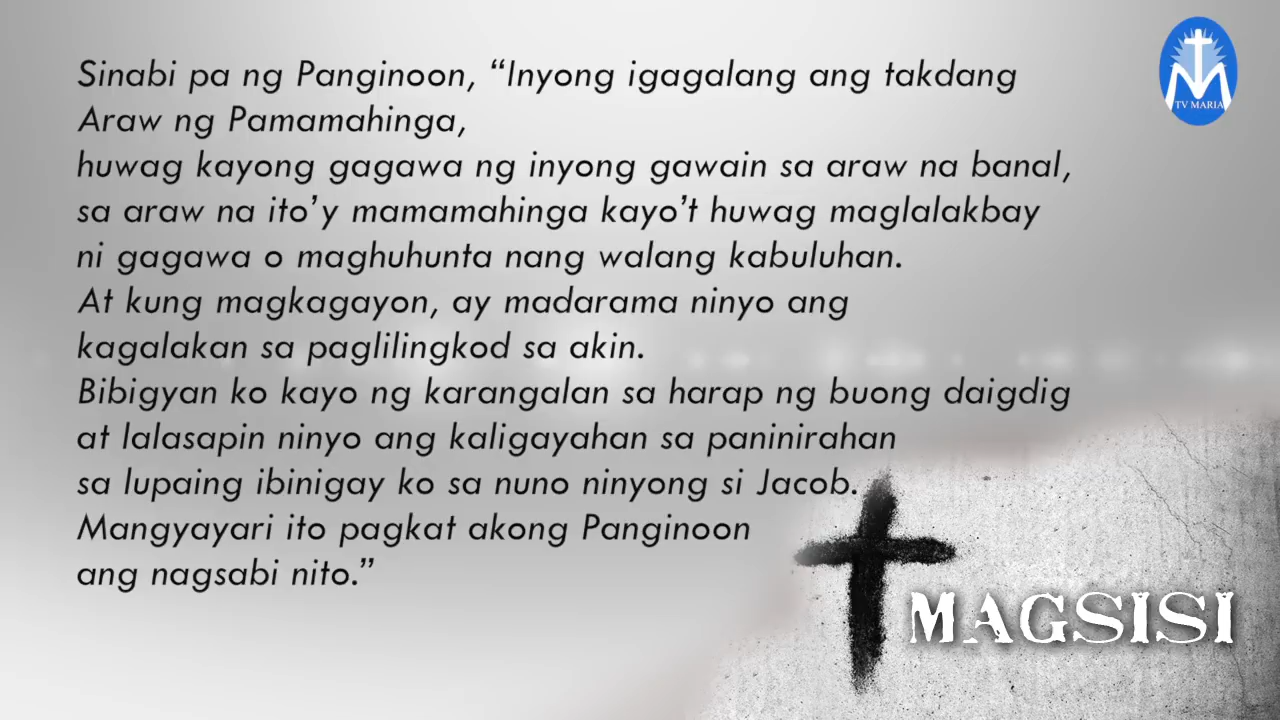 Sinabi pa ng Panginoon, “Inyong igagalang ang takdang
Araw ng Pamamahinga,
huwag kayong gagawa ng inyong gawain sa araw na banal,
sa araw na ito’y mamamahinga kayo’t huwag maglalakbay
ni gagawa o maghuhunta nang walang kabuluhan.
At kung magkagayon, ay madarama ninyo ang
kagalakan sa paglilingkod sa akin.
Bibigyan ko kayo ng karangalan sa harap ng buong daigdig
at lalasapin ninyo ang kaligayahan sa paninirahan
sa lupaing ibinigay ko sa nuno ninyong si Jacob.
Mangyayari ito pagkat akong Panginoon
ang nagsabi nito.”
MAGSISI
TV MARIA